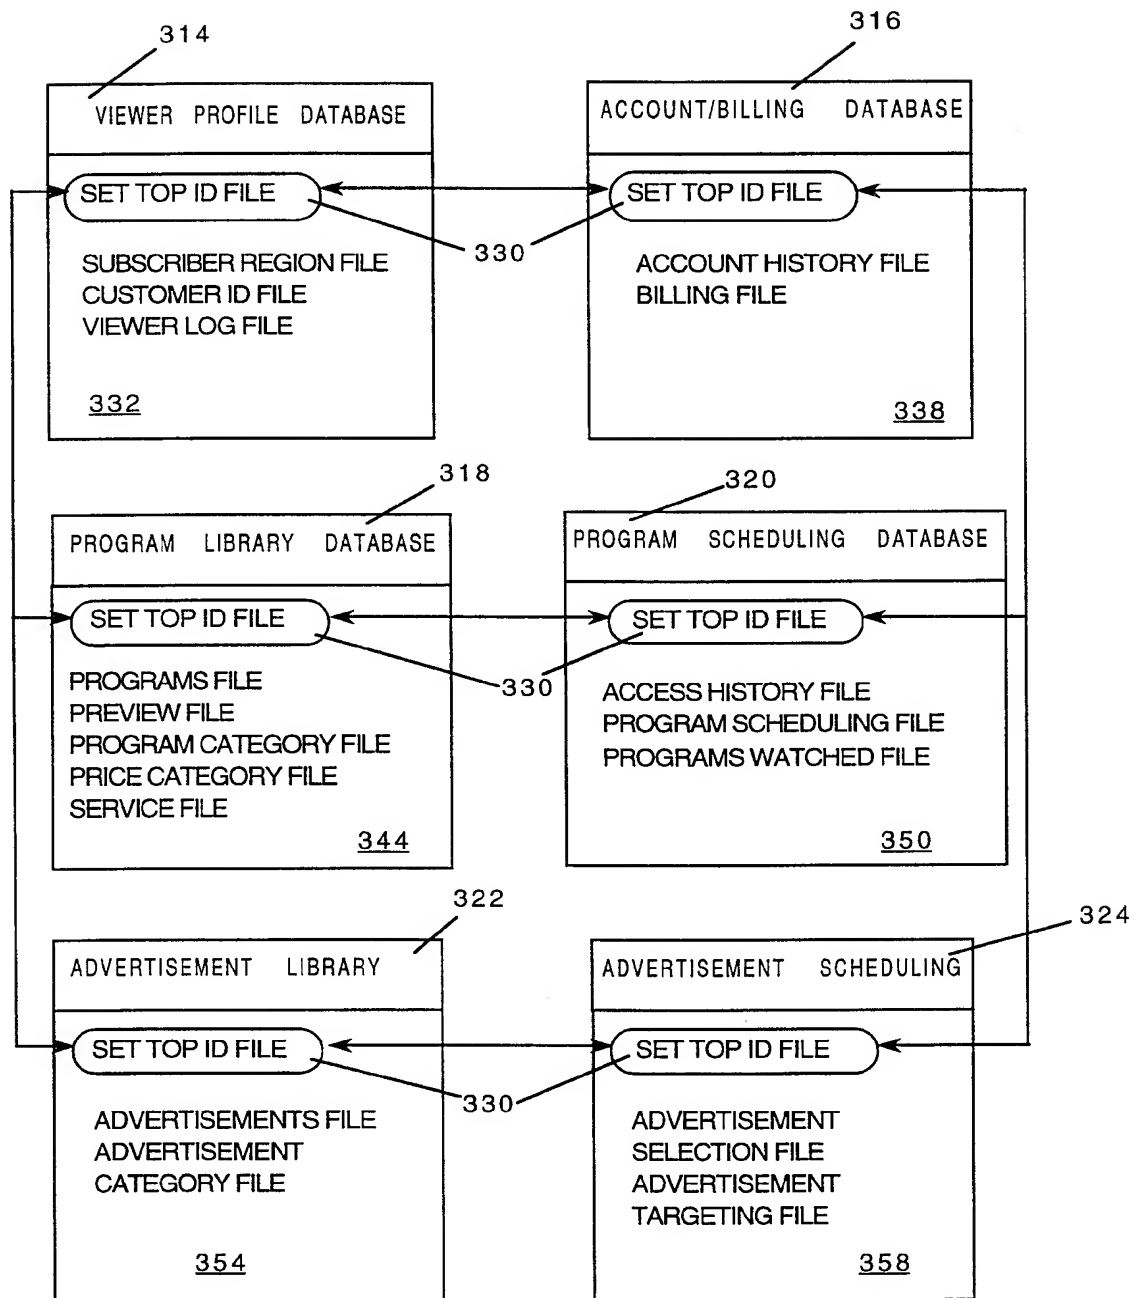 314
316
VIEWER PROFILE DATABASE
ACCOUNT/BILLING DATABASE
SET TOP ID FILE
SET TOP ID FILE
330
SUBSCRIBER REGION FILE
CUSTOMER ID FILE
VIEWER LOG FILE
ACCOUNT HISTORY FILE
BILLING FILE
332
338
318
320
PROGRAM LIBRARY DATABASE
PROGRAM SCHEDULING DATABASE
SET TOP ID FILE
SET TOP ID FILE
330
PROGRAMS FILE
PREVIEW FILE
PROGRAM CATEGORY FILE
PRICE CATEGORY FILE
SERVICE FILE
ACCESS HISTORY FILE
PROGRAM SCHEDULING FILE
PROGRAMS WATCHED FILE
344
350
322
324
ADVERTISEMENT LIBRARY
ADVERTISEMENT SCHEDULING
SET TOP ID FILE
SET TOP ID FILE
330
ADVERTISEMENTS FILE
ADVERTISEMENT
CATEGORY FILE
ADVERTISEMENT
SELECTION FILE
ADVERTISEMENT
TARGETING FILE
354
358